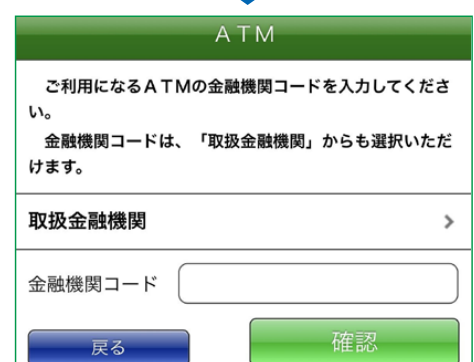 ＡＴＭ
　ご利用になるＡＴＭの金融機関コードを入力してくださ
い。
　金融機関コードは、「取扱金融機関」からも選択いただ
けます。
取扱金融機関
金融機関コード
戻る
確認